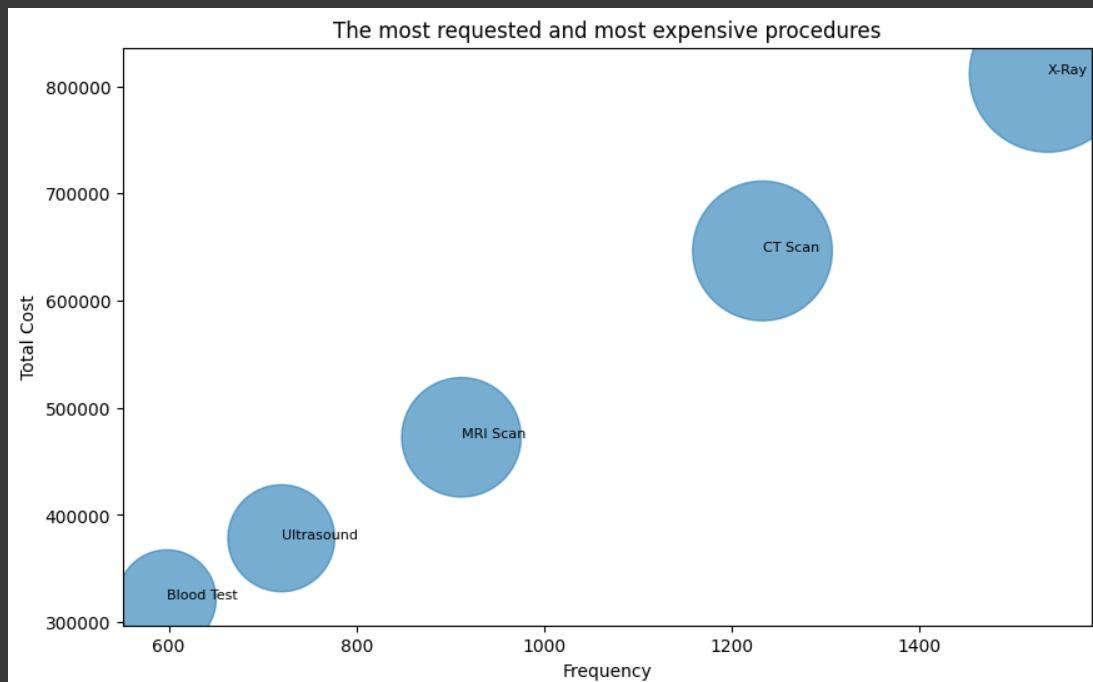 The most requested and most expensive procedures
800000
X-Ray
700000
CT Scan
600000
Total Cost
500000
MRI Scan
400000
Ultrasound
Blood Test
300000
600 800 1000 1200 1400
Frequency